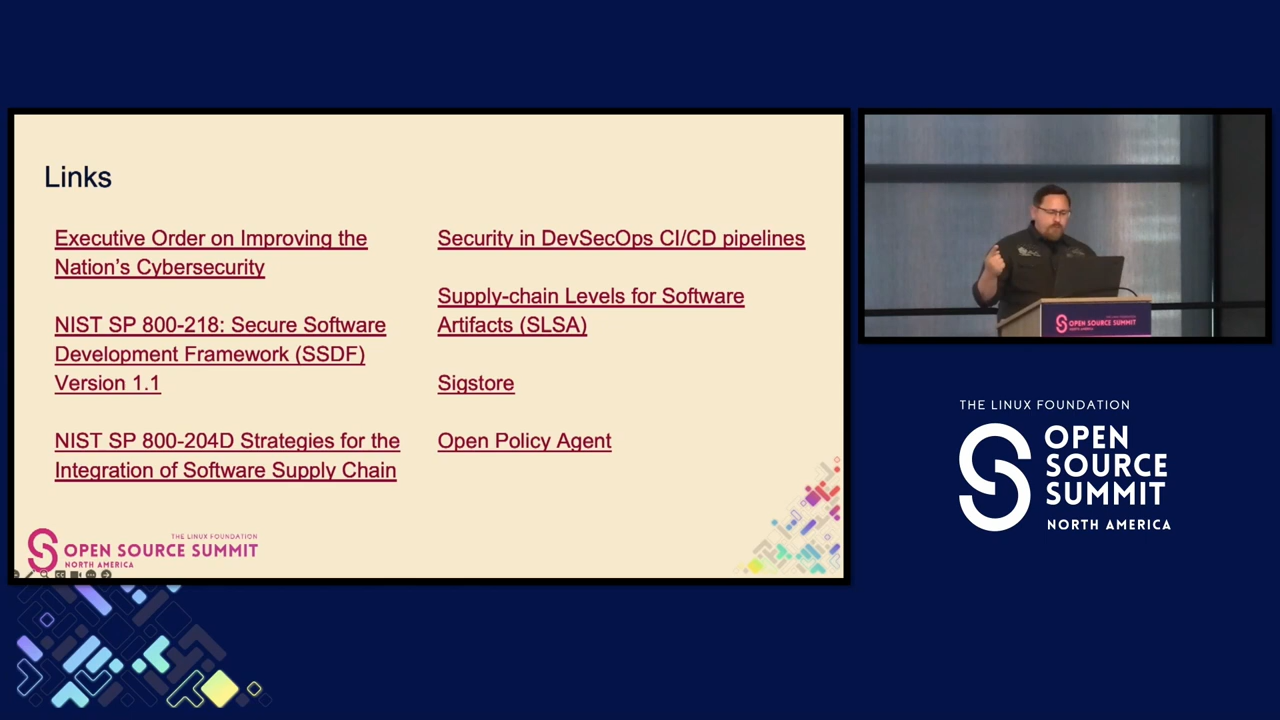 Links
Executive Order on Improving the
Nation’s Cybersecurity
NIST SP 800-218: Secure Software
Development Framework (SSDF)
Version 1.1
NIST SP 800-204D Strategies for the
Integration of Software Supply Chain
Security in DevSecOps CI/CD pipelines
Supply-chain Levels for Software
Artifacts (SLSA)
Sigstore
Open Policy Agent
THE LINUX FOUNDATION
OPEN SOURCE SUMMIT
NORTH AMERICA
OPEN SOURCE SUMMIT
THE LINUX FOUNDATION
OPEN
SOURCE
SUMMIT
NORTH AMERICA